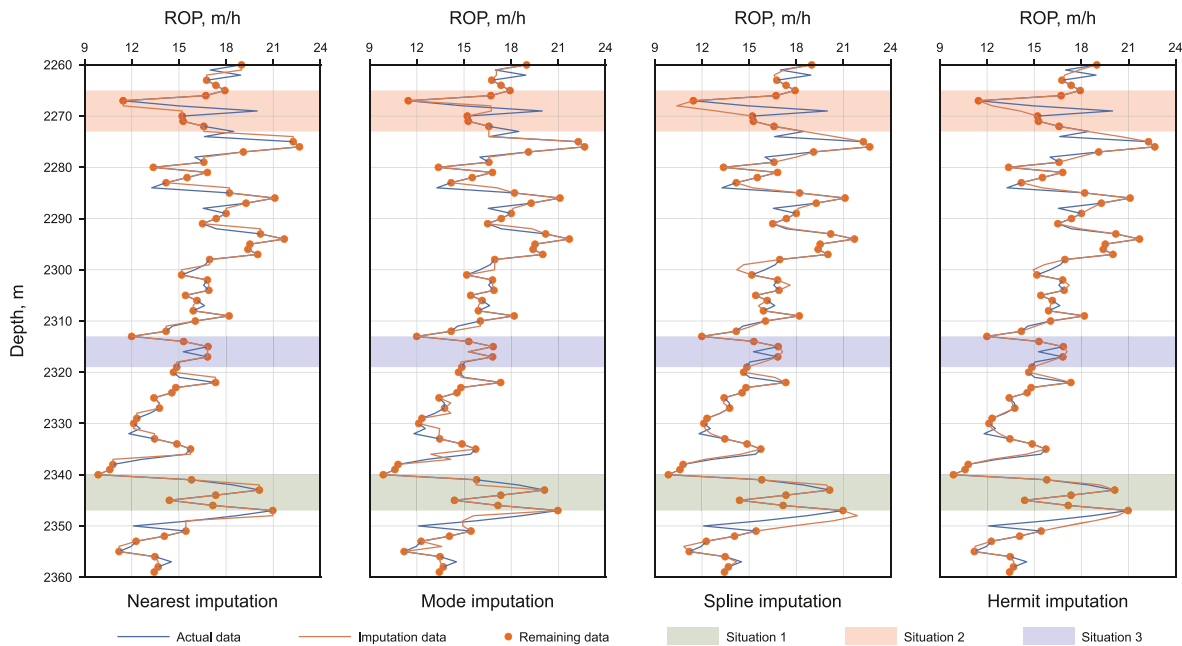 ROP, m/h ROP, m/h ROP, m/h ROP, m/h
9 12 15 18 21 24 9 12 15 18 21 24 9 12 15 18 21 24 9 12 15 18 21 24
2260
2270
2280
2290
2300
2310
2320
2330
2340
2350
2360
Depth, m
Nearest imputation Mode imputation Spline imputation Hermit imputation
Actual data Imputation data Remaining data Situation 1 Situation 2 Situation 3